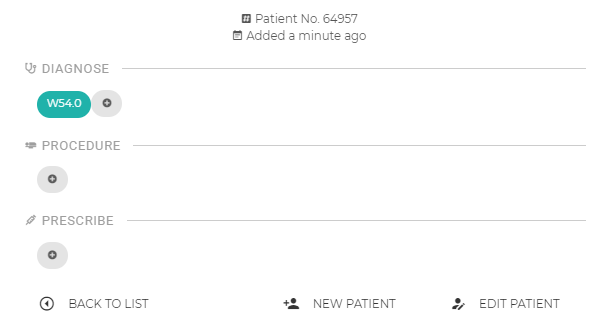 Patient No. 64957
Added a minute ago
DIAGNOSE
W54.0
PROCEDURE
PRESCRIBE
BACK TO LIST NEW PATIENT EDIT PATIENT